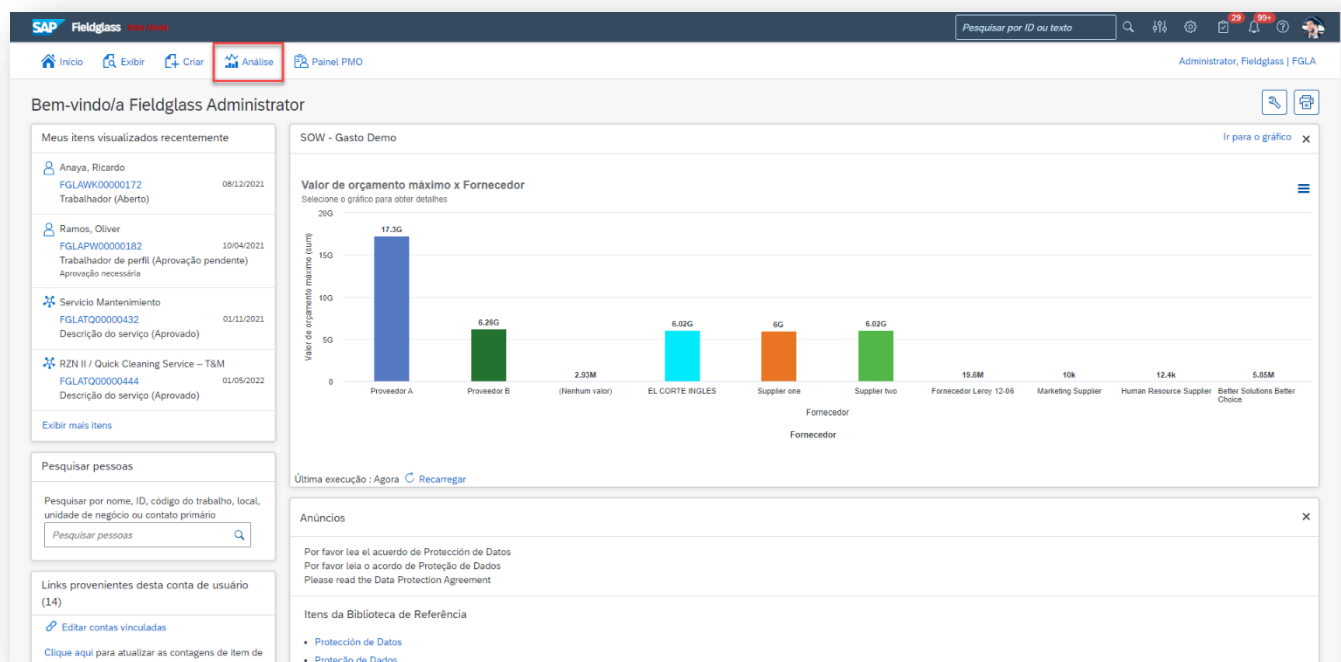 SAP Fieldglass
Pesquisar por ID ou texto
29
99+
Início
Exibir
Criar
Análise
Painel PMO
Administrator, Fieldglass | FGLA
Bem-vindo/a Fieldglass Administrator
Meus itens visualizados recentemente
Anaya, Ricardo
FGLAWK00000172 08/12/2021
Trabalhador (Aberto)
Ramos, Oliver
FGLAPW00000182 10/04/2021
Trabalhador de perfil (Aprovação pendente)
Aprovação necessária
Servicio Mantenimiento
FGLATQ00000432 01/11/2021
Descrição do serviço (Aprovado)
RZN II / Quick Cleaning Service – T&M
FGLATQ00000444 01/05/2022
Descrição do serviço (Aprovado)
Exibir mais itens
Pesquisar pessoas
Pesquisar por nome, ID, código do trabalho, local,
unidade de negócio ou contato primário
Pesquisar pessoas
Links provenientes desta conta de usuário
(14)
Editar contas vinculadas
Clique aqui para atualizar as contagens de item de
SOW - Gasto Demo
Ir para o gráfico
Valor de orçamento máximo x Fornecedor
Selecione o gráfico para obter detalhes
Valor de orçamento máximo (sum)
20G
15G
10G
5G
0
17.3G
6.26G
2.93M
6.02G
6G
6.02G
19.6M
10k
12.4k
5.85M
Proveedor A
Proveedor B
(Nenhum valor)
EL CORTE INGLES
Supplier one
Supplier two
Fornecedor Leroy 12-06
Marketing Supplier
Human Resource Supplier
Better Solutions Better
Choice
Fornecedor
Fornecedor
Última execução : Agora Recarregar
Anúncios
Por favor lea el acuerdo de Protección de Datos
Por favor leia o acordo de Proteção de Dados
Please read the Data Protection Agreement
Itens da Biblioteca de Referência
• Protección de Datos
• Proteção de Dados